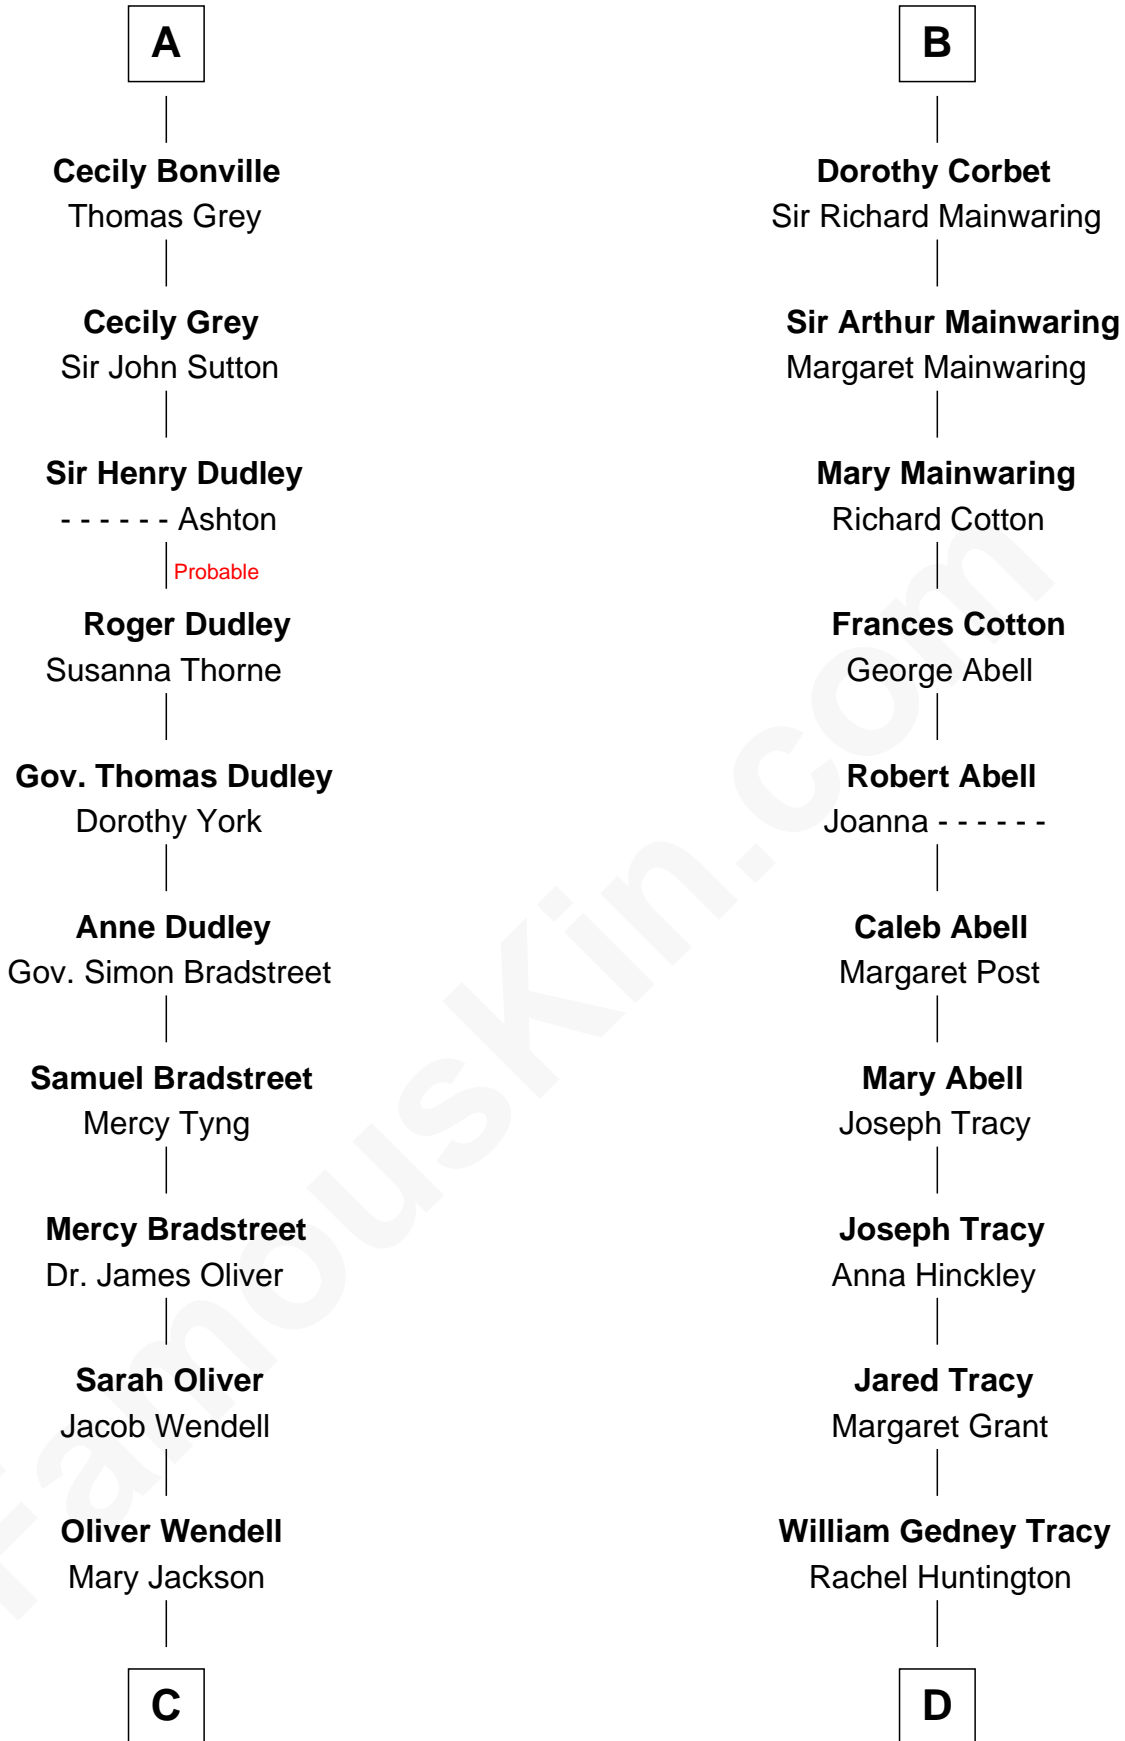 A
Cecily Bonville
Thomas Grey
Cecily Grey
Sir John Sutton
Sir Henry Dudley
- - - - - - Ashton
Probable
Roger Dudley
Susanna Thorne
Gov. Thomas Dudley
Dorothy York
Anne Dudley
Gov. Simon Bradstreet
Samuel Bradstreet
Mercy Tyng
Mercy Bradstreet
Dr. James Oliver
Sarah Oliver
Jacob Wendell
Oliver Wendell
Mary Jackson
C
B
Dorothy Corbet
Sir Richard Mainwaring
Sir Arthur Mainwaring
Margaret Mainwaring
Mary Mainwaring
Richard Cotton
Frances Cotton
George Abell
Robert Abell
Joanna - - - - - -
Caleb Abell
Margaret Post
Mary Abell
Joseph Tracy
Joseph Tracy
Anna Hinckley
Jared Tracy
Margaret Grant
William Gedney Tracy
Rachel Huntington
D
FamousKin.com